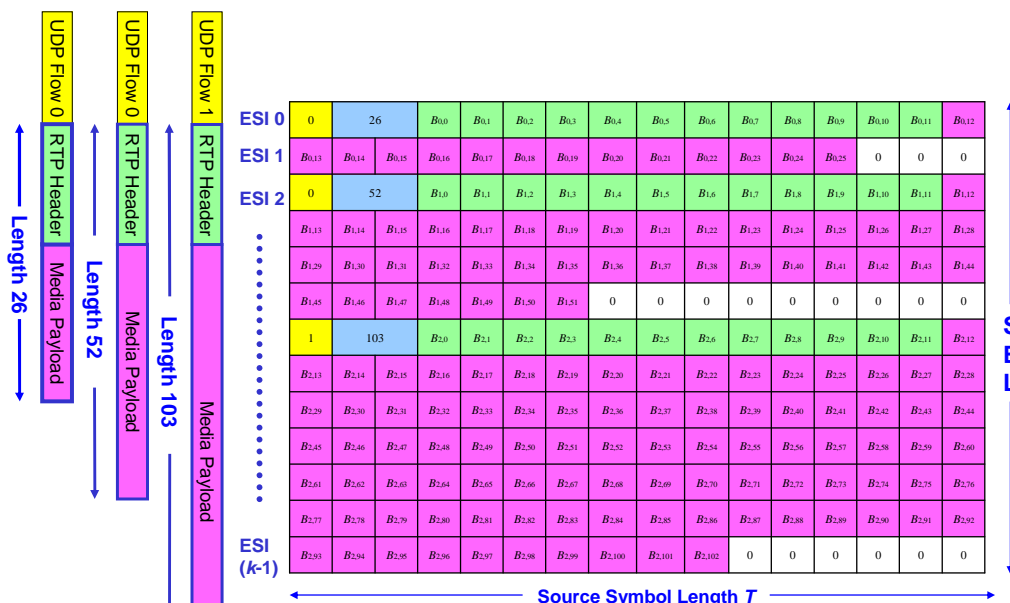 UDP Flow 0
RTP Header
Media Payload
Length 26
UDP Flow 0
RTP Header
Media Payload
Length 52
UDP Flow 1
RTP Header
Media Payload
Length 103
ESI 0
0 26 B0,0 B0,1 B0,2 B0,3 B0,4 B0,5 B0,6 B0,7 B0,8 B0,9 B0,10 B0,11 B0,12
ESI 1
B0,13 B0,14 B0,15 B0,16 B0,17 B0,18 B0,19 B0,20 B0,21 B0,22 B0,23 B0,24 B0,25 0 0 0
ESI 2
0 52 B1,0 B1,1 B1,2 B1,3 B1,4 B1,5 B1,6 B1,7 B1,8 B1,9 B1,10 B1,11 B1,12
B1,13 B1,14 B1,15 B1,16 B1,17 B1,18 B1,19 B1,20 B1,21 B1,22 B1,23 B1,24 B1,25 B1,26 B1,27 B1,28
B1,29 B1,30 B1,31 B1,32 B1,33 B1,34 B1,35 B1,36 B1,37 B1,38 B1,39 B1,40 B1,41 B1,42 B1,43 B1,44
B1,45 B1,46 B1,47 B1,48 B1,49 B1,50 B1,51 0 0 0 0 0 0 0 0 0
1 103 B2,0 B2,1 B2,2 B2,3 B2,4 B2,5 B2,6 B2,7 B2,8 B2,9 B2,10 B2,11 B2,12
B2,13 B2,14 B2,15 B2,16 B2,17 B2,18 B2,19 B2,20 B2,21 B2,22 B2,23 B2,24 B2,25 B2,26 B2,27 B2,28
B2,29 B2,30 B2,31 B2,32 B2,33 B2,34 B2,35 B2,36 B2,37 B2,38 B2,39 B2,40 B2,41 B2,42 B2,43 B2,44
B2,45 B2,46 B2,47 B2,48 B2,49 B2,50 B2,51 B2,52 B2,53 B2,54 B2,55 B2,56 B2,57 B2,58 B2,59 B2,60
B2,61 B2,62 B2,63 B2,64 B2,65 B2,66 B2,67 B2,68 B2,69 B2,70 B2,71 B2,72 B2,73 B2,74 B2,75 B2,76
B2,77 B2,78 B2,79 B2,80 B2,81 B2,82 B2,83 B2,84 B2,85 B2,86 B2,87 B2,88 B2,89 B2,90 B2,91 B2,92
ESI
(k-1)
B2,93 B2,94 B2,95 B2,96 B2,97 B2,98 B2,99 B2,100 B2,101 B2,102 0 0 0 0 0 0
Source Symbol Length T